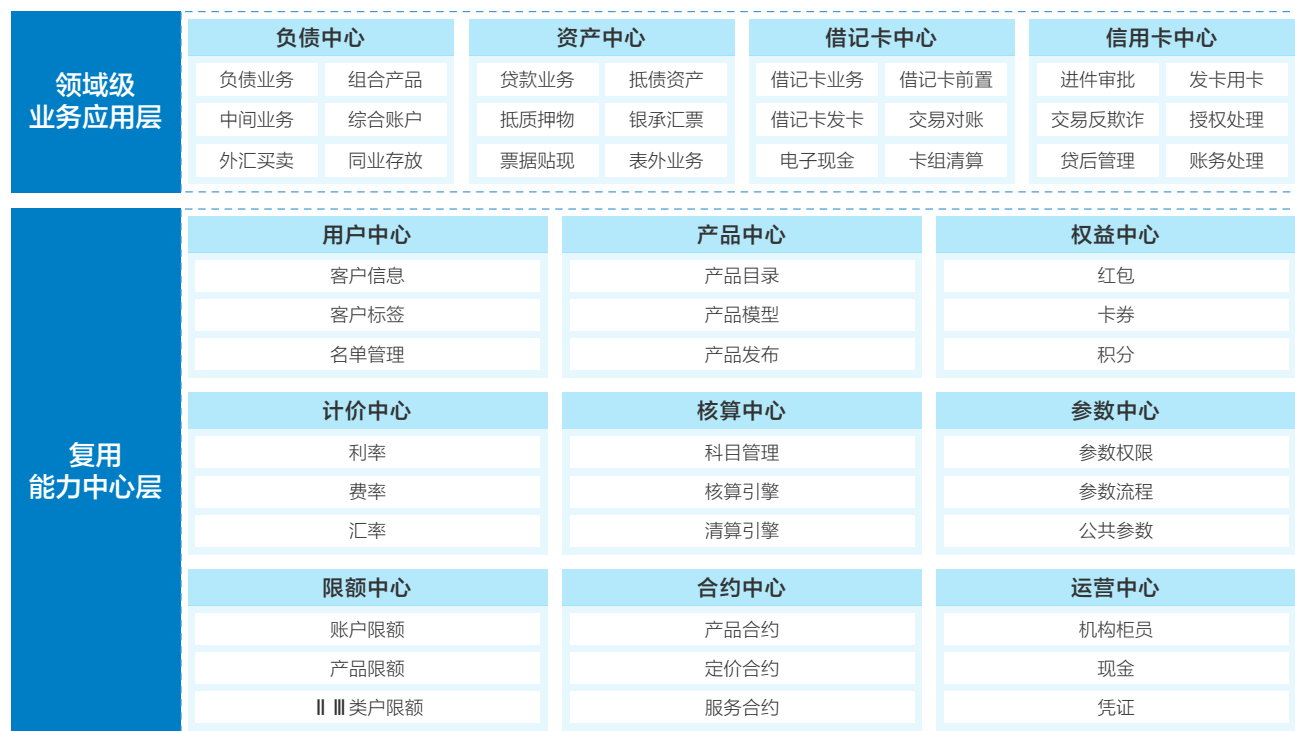 领域级
业务应用层
负债中心 资产中心 借记卡中心 信用卡中心
负债业务 组合产品 贷款业务 抵债资产 借记卡业务 借记卡前置 进件审批 发卡用卡
中间业务 综合账户 抵质押物 银承汇票 借记卡发卡 交易对账 交易反欺诈 授权处理
外汇买卖 同业存放 票据贴现 表外业务 电子现金 卡组清算 贷后管理 账务处理
复用
能力中心层
用户中心 产品中心 权益中心
客户信息 产品目录 红包
客户标签 产品模型 卡券
名单管理 产品发布 积分
计价中心 核算中心 参数中心
利率 科目管理 参数权限
费率 核算引擎 参数流程
汇率 清算引擎 公共参数
限额中心 合约中心 运营中心
账户限额 产品合约 机构柜员
产品限额 定价合约 现金
Ⅱ Ⅲ类户限额 服务合约 凭证